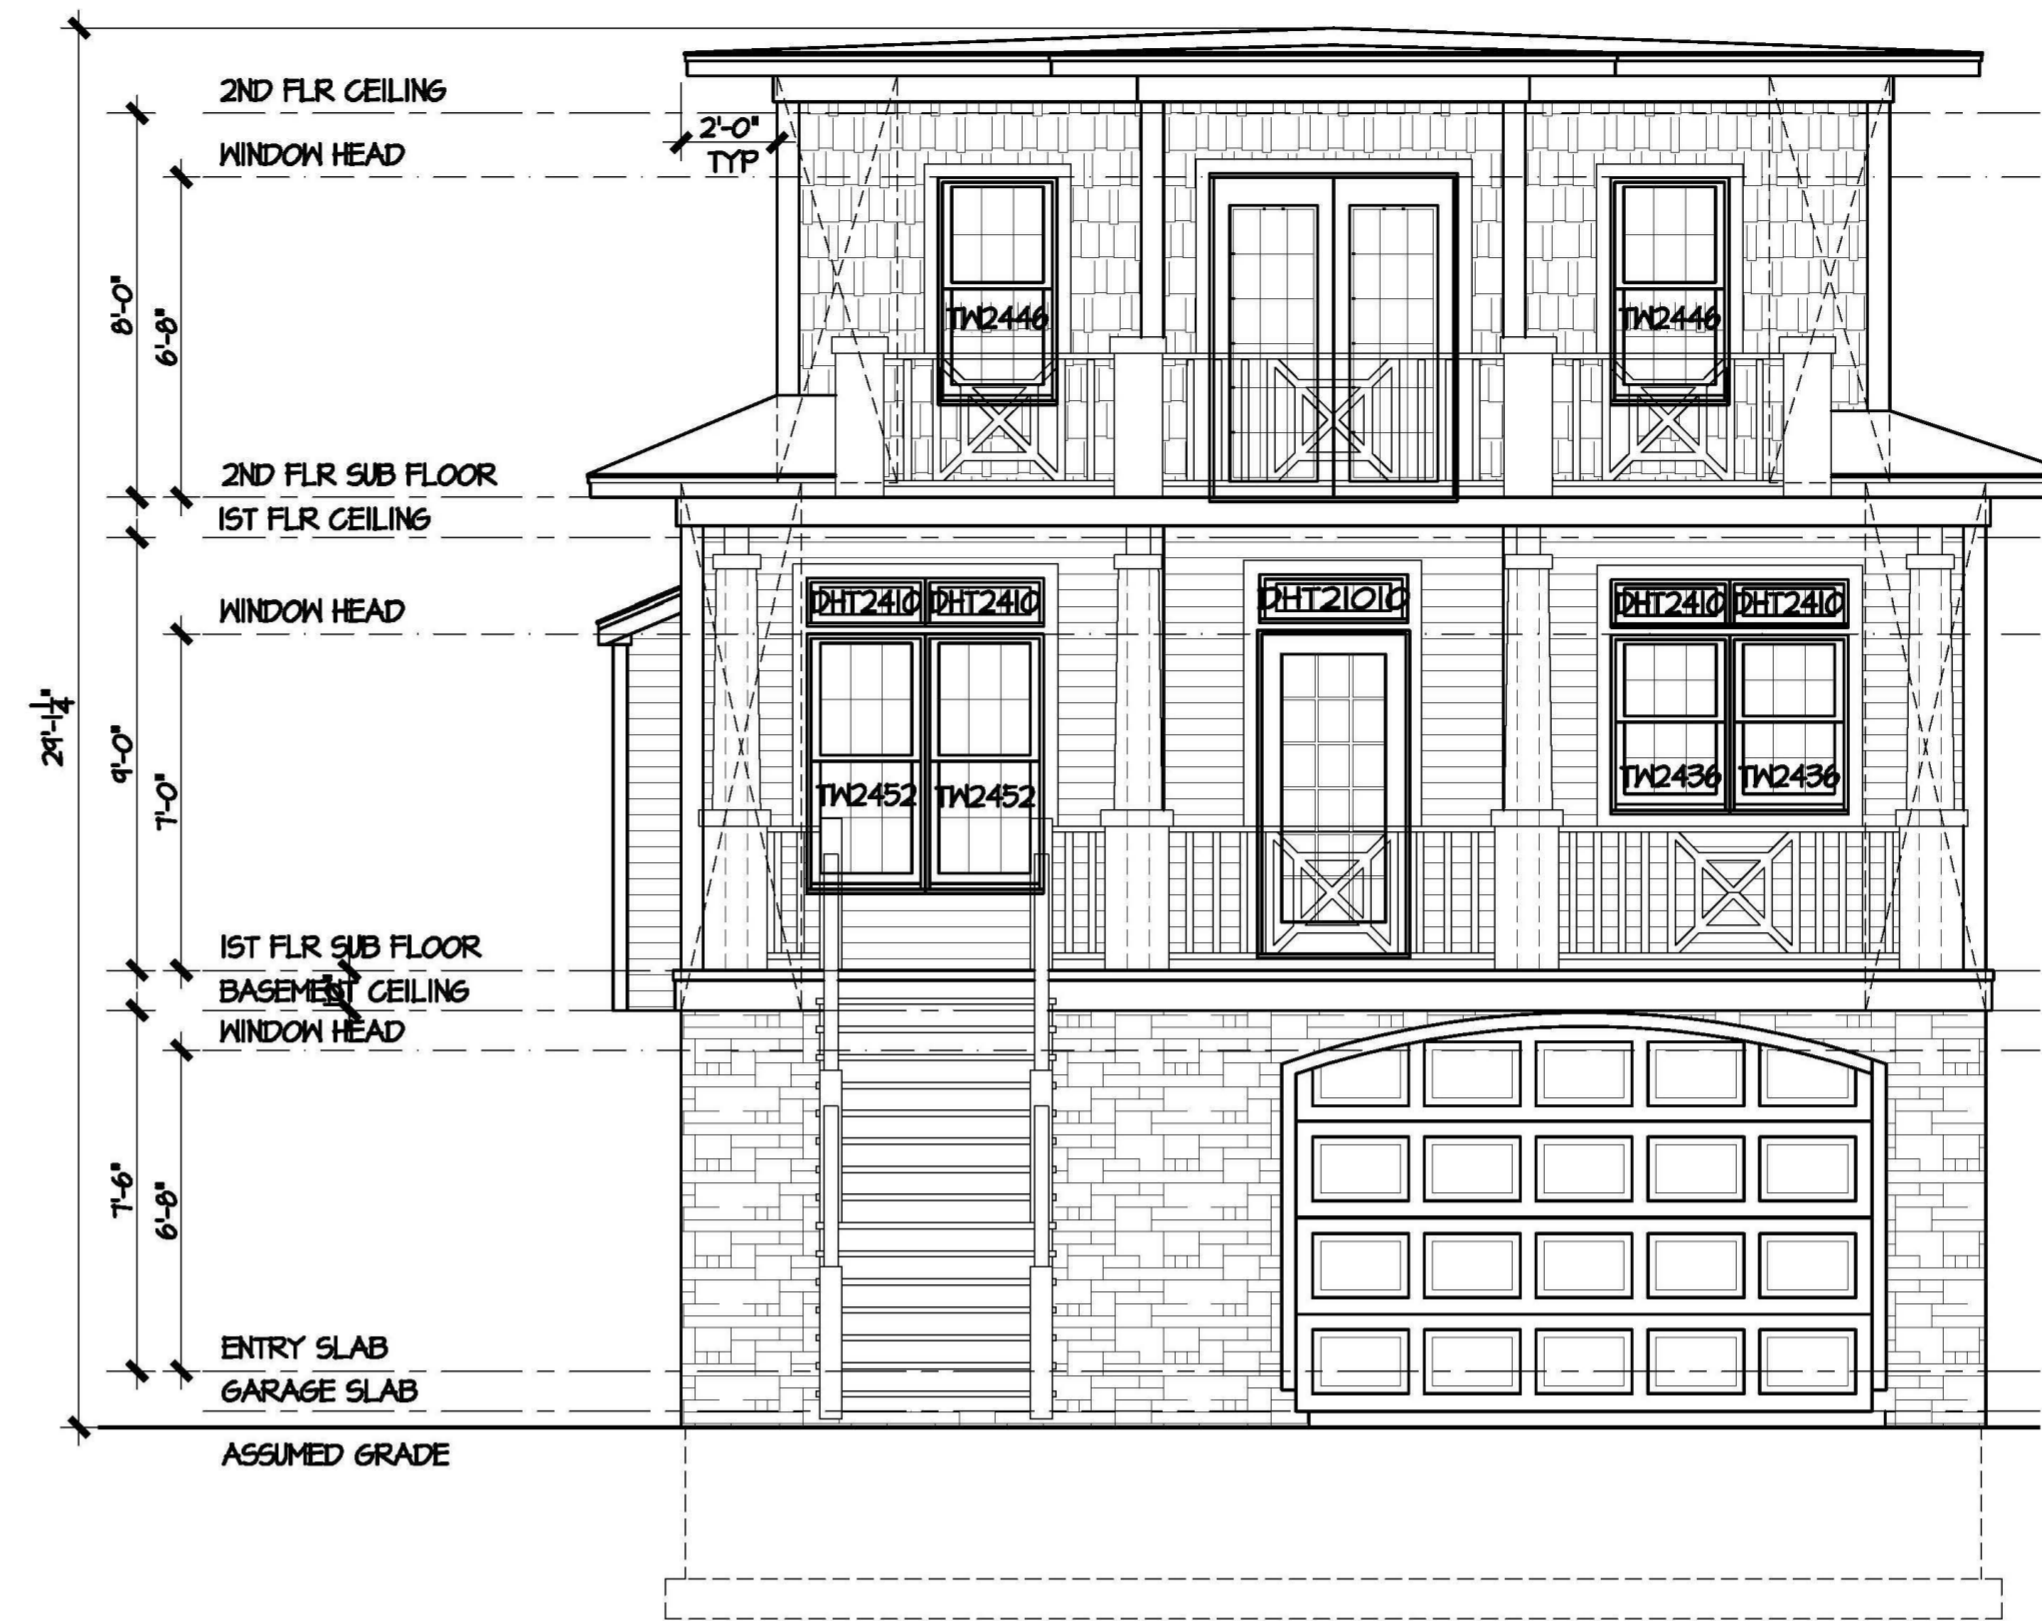 2ND FLR CEILING
2'-0"
TYP
WINDOW HEAD
8'-0"
6'-8"
TW2446
TW2446
2ND FLR SUB FLOOR
1ST FLR CEILING
DHT2410 DHT2410
DHT21010
DHT2410 DHT2410
WINDOW HEAD
29'-1 1/4"
9'-0"
7'-0"
TW2452 TW2452
TW2436 TW2436
1ST FLR SUB FLOOR
BASEMENT CEILING
WINDOW HEAD
7'-6"
6'-8"
ENTRY SLAB
GARAGE SLAB
ASSUMED GRADE